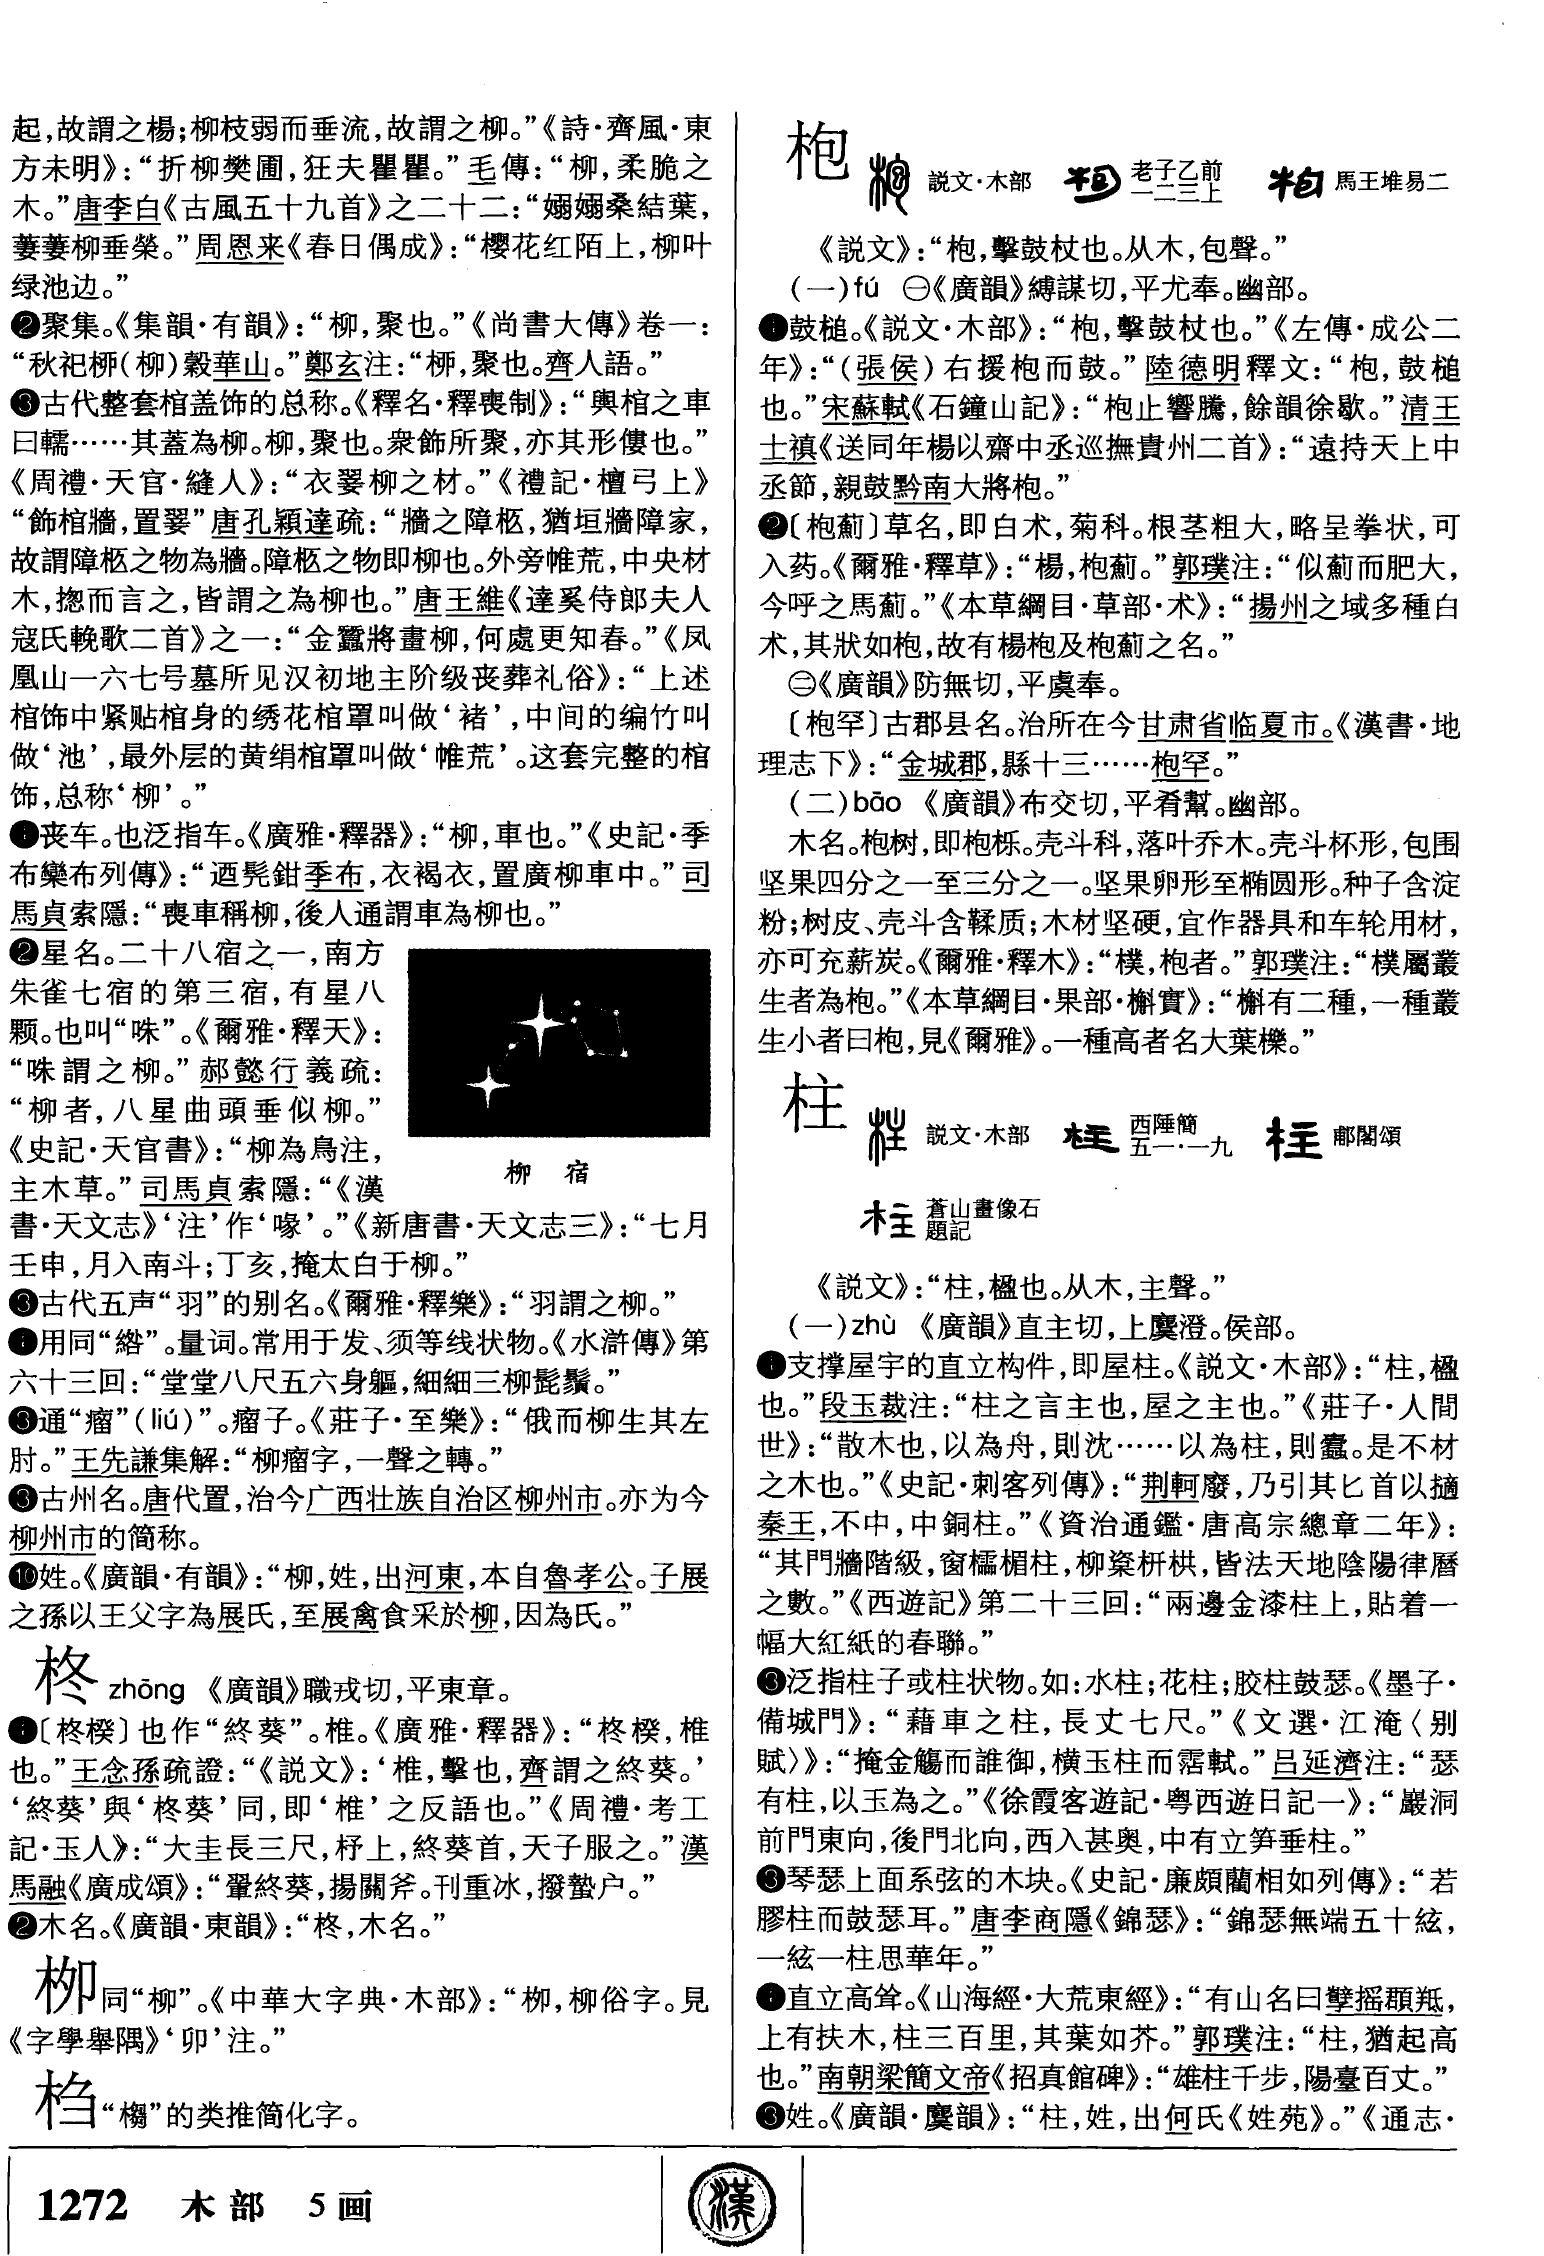 起，故謂之楊；柳枝弱而垂流，故謂之柳。”《詩·齊風·東
方未明》：“折柳樊圃，狂夫瞿瞿。”毛傳：“柳，柔脆之
木。”唐李白《古風五十九首》之二十二：“嫋嫋桑結葉，
萋萋柳垂榮。”周恩来《春日偶成》：“樱花红陌上，柳叶
绿池边。”
❷聚集。《集韻·有韻》：“柳，聚也。”《尚書大傳》卷一：
“秋祀桺(柳)穀華山。”鄭玄注：“桺，聚也。齊人語。”
❸古代整套棺盖饰的总称。《釋名·釋喪制》：“輿棺之車
曰轜……其蓋為柳。柳，聚也。衆飾所聚，亦其形僂也。”
《周禮·天官·縫人》：“衣翣柳之材。”《禮記·檀弓上》
“飾棺牆，置翣”唐孔穎達疏：“牆之障柩，猶垣牆障家，
故謂障柩之物為牆。障柩之物即柳也。外旁帷荒，中央材
木，揔而言之，皆謂之為柳也。”唐王維《達奚侍郎夫人
寇氏輓歌二首》之一：“金蠶將畫柳，何處更知春。”《凤
凰山一六七号墓所见汉初地主阶级丧葬礼俗》：“上述
棺饰中紧贴棺身的绣花棺罩叫做‘褚’，中间的编竹叫
做‘池’，最外层的黄绢棺罩叫做‘帷荒’。这套完整的棺
饰，总称‘柳’。”
丧车。也泛指车。《廣雅·釋器》：“柳，車也。”《史記·季
布欒布列傳》：“迺髡鉗季布，衣褐衣，置廣柳車中。”司
馬貞索隱：“喪車稱柳，後人通謂車為柳也。”
❷星名。二十八宿之一，南方
朱雀七宿的第三宿，有星八
颗。也叫“咮”。《爾雅·釋天》：
“咮謂之柳。”郝懿行義疏：
“柳者，八星曲頭垂似柳。”
《史記·天官書》：“柳為鳥注，
主木草。”司馬貞索隱：“《漢
書·天文志》‘注’作‘喙’。”《新唐書·天文志三》：“七月
壬申，月入南斗；丁亥，掩太白于柳。”
柳 宿
❸古代五声“羽”的别名。《爾雅·釋樂》：“羽謂之柳。”
用同“綹”。量词。常用于发、须等线状物。《水滸傳》第
六十三回：“堂堂八尺五六身軀，細細三柳髭鬚。”
❸通“瘤”(liú)”。瘤子。《莊子·至樂》：“俄而柳生其左
肘。”王先謙集解：“柳瘤字，一聲之轉。”
❸古州名。唐代置，治今广西壮族自治区柳州市。亦为今
柳州市的简称。
❿姓。《廣韻·有韻》：“柳，姓，出河東，本自魯孝公。子展
之孫以王父字為展氏，至展禽食采於柳，因為氏。”
柊 zhōng 《廣韻》職戎切，平東章。
〔柊楑〕也作“終葵”。椎。《廣雅·釋器》：“柊楑，椎
也。”王念孫疏證：“《説文》：‘椎，擊也，齊謂之終葵。’
‘終葵’與‘柊葵’同，即‘椎’之反語也。”《周禮·考工
記·玉人》：“大圭長三尺，杼上，終葵首，天子服之。”漢
馬融《廣成頌》：“翬終葵，揚關斧。刊重冰，撥蟄户。”
❷木名。《廣韻·東韻》：“柊，木名。”
栁同“柳”。《中華大字典·木部》：“栁，柳俗字。見
《字學舉隅》‘卯’注。”
㭎“㮲”的类推简化字。
枹 説文·木部 老子乙前一二三上 馬王堆易二
《説文》：“枹，擊鼓杖也。从木，包聲。”
(一)fú ㊀《廣韻》縛謀切，平尤奉。幽部。
鼓槌。《説文·木部》：“枹，擊鼓杖也。”《左傳·成公二
年》：“(張侯)右援枹而鼓。”陸德明釋文：“枹，鼓槌
也。”宋蘇軾《石鐘山記》：“枹止響騰，餘韻徐歇。”清王
士禛《送同年楊以齋中丞巡撫貴州二首》：“遠持天上中
丞節，親鼓黔南大將枹。”
❷〔枹薊〕草名，即白术，菊科。根茎粗大，略呈拳状，可
入药。《爾雅·釋草》：“楊，枹薊。”郭璞注：“似薊而肥大，
今呼之馬薊。”《本草綱目·草部·术》：“揚州之域多種白
术，其狀如枹，故有楊枹及枹薊之名。”
㊁《廣韻》防無切，平虞奉。
〔枹罕〕古郡县名。治所在今甘肃省临夏市。《漢書·地
理志下》：“金城郡，縣十三……枹罕。”
(二)bāo 《廣韻》布交切，平肴幫。幽部。
木名。枹树，即枹栎。壳斗科，落叶乔木。壳斗杯形，包围
坚果四分之一至三分之一。坚果卵形至椭圆形。种子含淀
粉；树皮、壳斗含鞣质；木材坚硬，宜作器具和车轮用材，
亦可充薪炭。《爾雅·釋木》：“樸，枹者。”郭璞注：“樸屬叢
生者為枹。”《本草綱目·果部·槲實》：“槲有二種，一種叢
生小者曰枹，見《爾雅》。一種高者名大葉櫟。”
柱 説文·木部 西陲簡五一·一九 郙閣頌
蒼山畫像石題記
《説文》：“柱，楹也。从木，主聲。”
(一)zhù 《廣韻》直主切，上麌澄。侯部。
支撑屋宇的直立构件，即屋柱。《説文·木部》：“柱，楹
也。”段玉裁注：“柱之言主也，屋之主也。”《莊子·人間
世》：“散木也，以為舟，則沈……以為柱，則蠹。是不材
之木也。”《史記·刺客列傳》：“荆軻廢，乃引其匕首以擿
秦王，不中，中銅柱。”《資治通鑑·唐高宗總章二年》：
“其門牆階級，窗櫺楣柱，柳楶枅栱，皆法天地陰陽律曆
之數。”《西遊記》第二十三回：“兩邊金漆柱上，貼着一
幅大紅紙的春聯。”
❸泛指柱子或柱状物。如：水柱；花柱；胶柱鼓瑟。《墨子·
備城門》：“藉車之柱，長丈七尺。”《文選·江淹〈别
賦〉》：“掩金觴而誰御，横玉柱而霑軾。”吕延濟注：“瑟
有柱，以玉為之。”《徐霞客遊記·粤西遊日記一》：“巖洞
前門東向，後門北向，西入甚奥，中有立笋垂柱。”
❸琴瑟上面系弦的木块。《史記·廉頗藺相如列傳》：“若
膠柱而鼓瑟耳。”唐李商隱《錦瑟》：“錦瑟無端五十絃，
一絃一柱思華年。”
直立高耸。《山海經·大荒東經》：“有山名曰孽摇頵羝，
上有扶木，柱三百里，其葉如芥。”郭璞注：“柱，猶起高
也。”南朝梁簡文帝《招真館碑》：“雄柱千步，陽臺百丈。”
❸姓。《廣韻·麌韻》：“柱，姓，出何氏《姓苑》。”《通志·
1272 木部 5画
漢